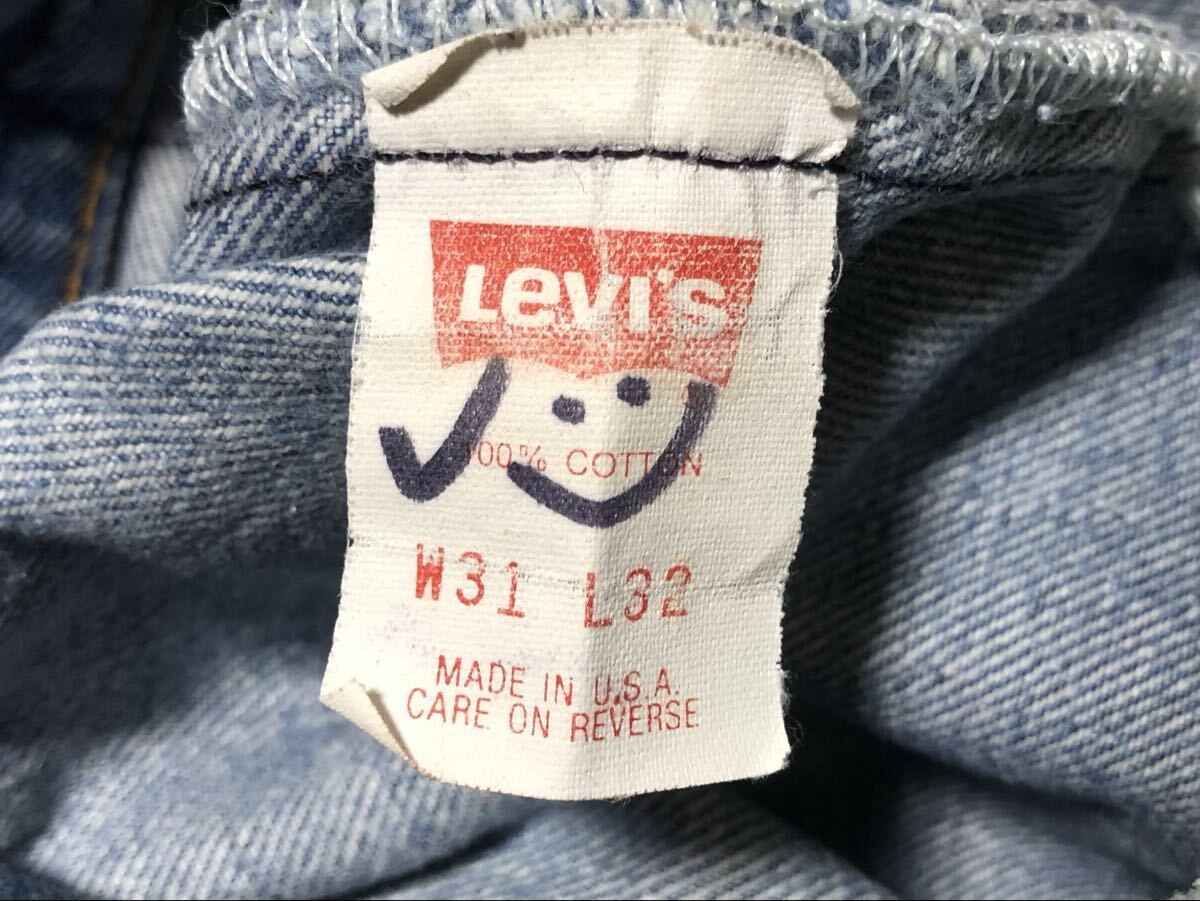 Levi's
100% COTTON
W31 L32
MADE IN U.S.A.
CARE ON REVERSE